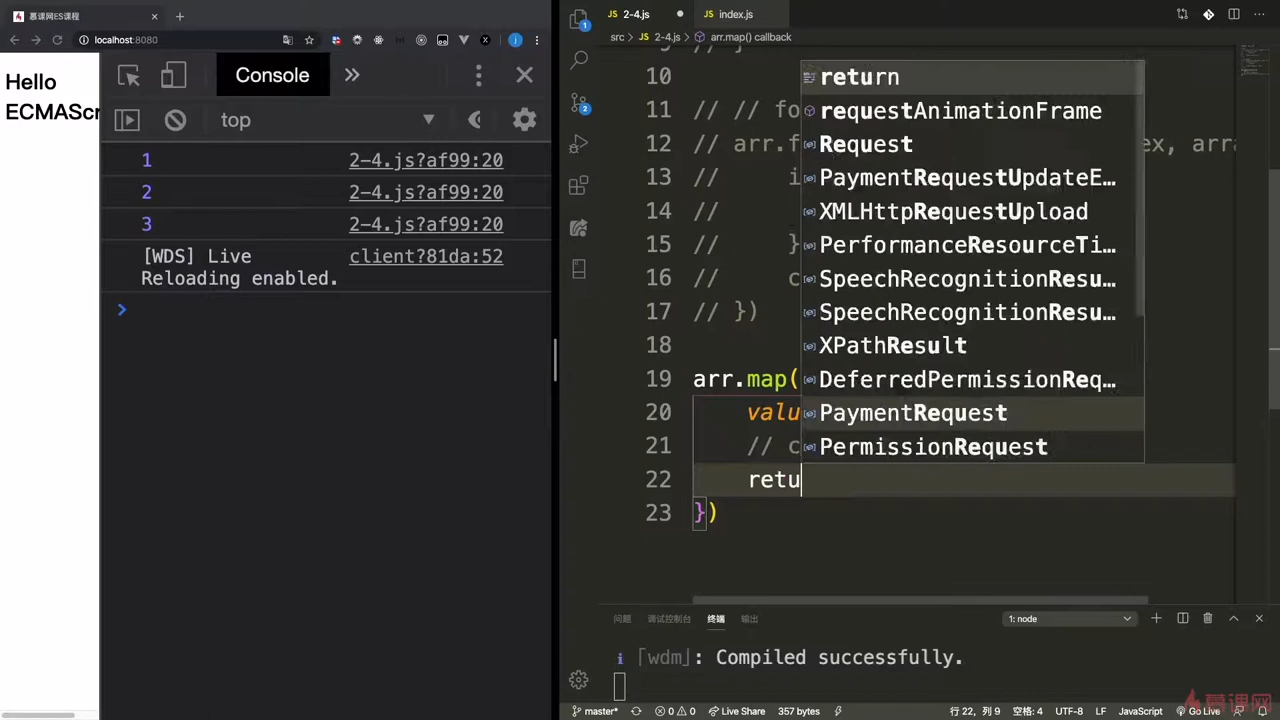 慕课网ES课程
localhost:8080
Hello
ECMAScr
Console
top
1 2-4.js?af99:20
2 2-4.js?af99:20
3 2-4.js?af99:20
[WDS] Live client?81da:52
Reloading enabled.
2-4.js index.js
src > JS 2-4.js > arr.map() callback
10
11 // // fo
12 // arr.f ex, arra
13 // i
14 //
15 // }
16 // c
17 // })
18
19 arr.map(
20 valu
21 // c
22 retu
23 })
return
requestAnimationFrame
Request
PaymentRequestUpdateE…
XMLHttpRequestUpload
PerformanceResourceTi…
SpeechRecognitionResu…
SpeechRecognitionResu…
XPathResult
DeferredPermissionReq…
PaymentRequest
PermissionRequest
问题 调试控制台 终端 输出 1: node
i ｢wdm｣: Compiled successfully.
慕课网
master* 0 0 Live Share 357 bytes 行 22, 列 9 空格: 4 UTF-8 LF JavaScript Go Live